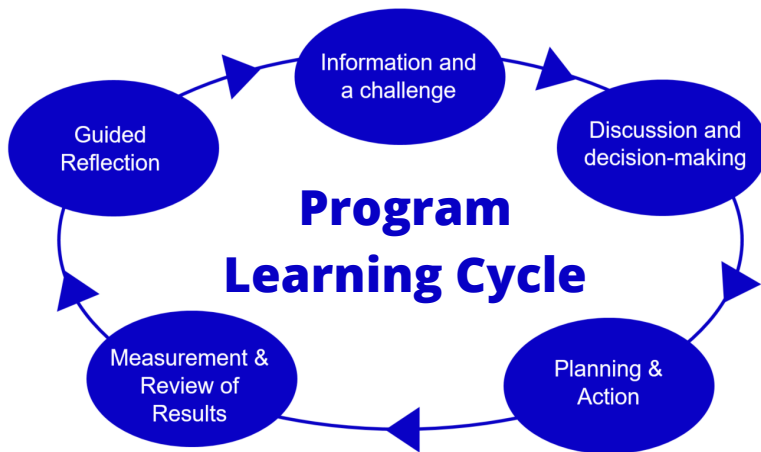 Information and
a challenge
Discussion and
decision-making
Planning &
Action
Measurement &
Review of
Results
Guided
Reflection
Program
Learning Cycle